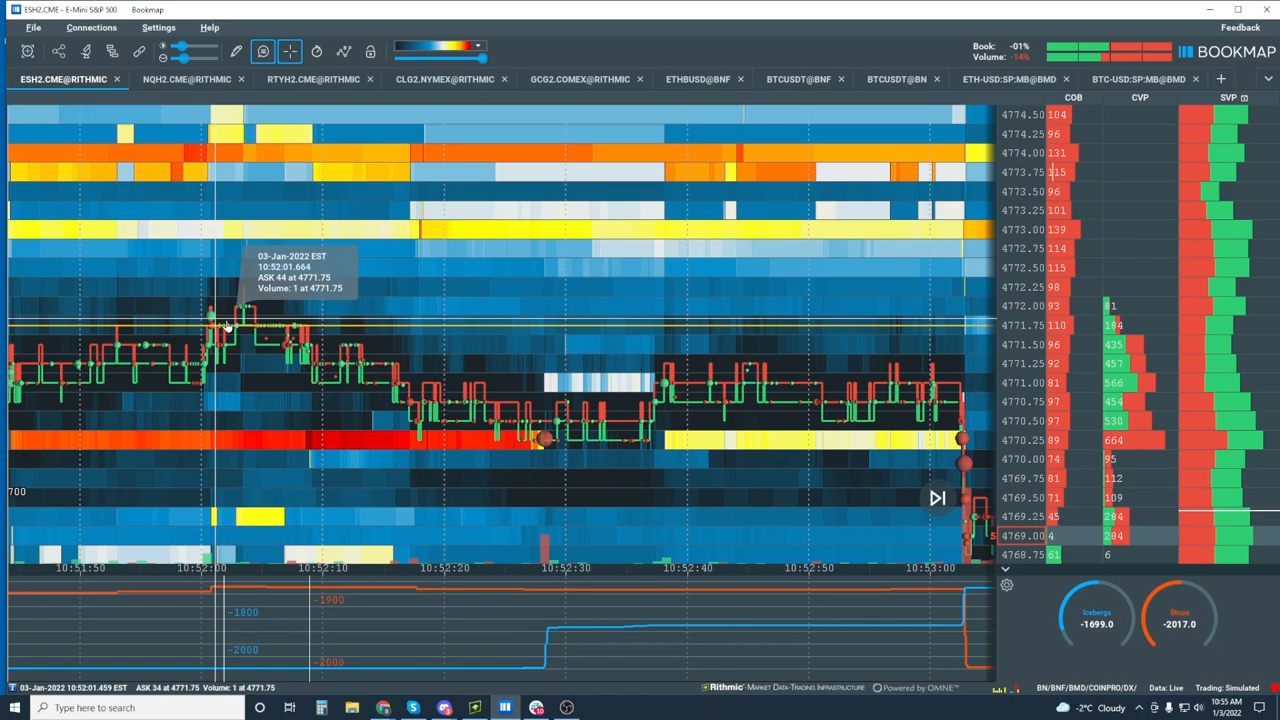 ESH2.CME - E-Mini S&P 500 Bookmap
File Connections Settings Help Feedback
Book: -01%
Volume: -14%
BOOKMAP
ESH2.CME@RITHMIC NQH2.CME@RITHMIC RTYH2.CME@RITHMIC CLG2.NYMEX@RITHMIC GCG2.COMEX@RITHMIC ETHBUSD@BNF BTCUSDT@BNF BTCUSDT@BN ETH-USD:SP:MB@BMD BTC-USD:SP:MB@BMD
COB CVP SVP
4774.50 104
4774.25 96
4774.00 131
4773.75 115
4773.50 96
4773.25 101
4773.00 139
4772.75 114
4772.50 115
4772.25 98
4772.00 93 81
4771.75 110 184
4771.50 96 435
4771.25 92 457
4771.00 81 566
4770.75 97 454
4770.50 97 530
4770.25 89 664
4770.00 74 95
4769.75 81 112
4769.50 71 109
4769.25 45 284
4769.00 4 284
4768.75 61 6
03-Jan-2022 EST
10:52:01.664
ASK 44 at 4771.75
Volume: 1 at 4771.75
700
10:51:50 10:52:00 10:52:10 10:52:20 10:52:30 10:52:40 10:52:50 10:53:00
-1900
-1800
-2000
-2000
Icebergs
-1699.0
Stops
-2017.0
03-Jan-2022 10:52:01.459 EST ASK 34 at 4771.75 Volume: 1 at 4771.75
Rithmic-MARKET DATA-TRADING INFRASTRUCTURE Powered by OMNE™
BN/BNF/BMD/COINPRO/DX/ Data: Live Trading: Simulated
Type here to search
-2°C Cloudy
10:55 AM
1/3/2022